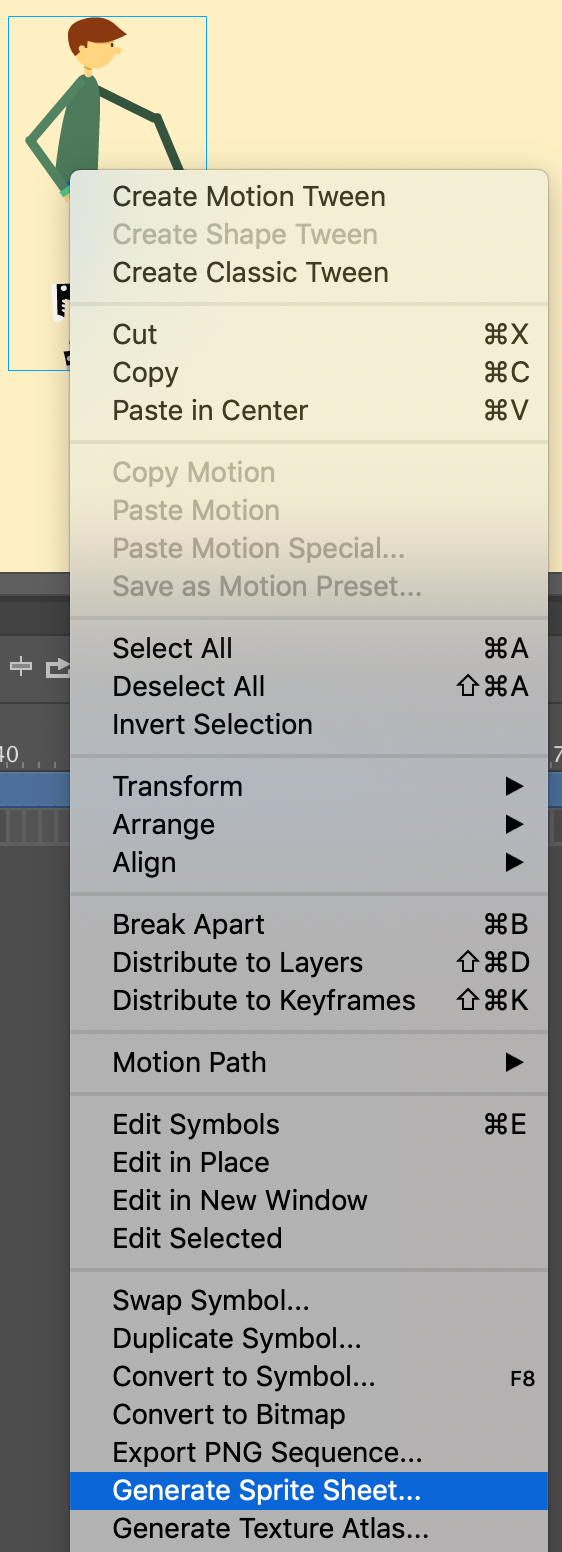 Create Motion Tween
Create Shape Tween
Create Classic Tween
Cut ⌘X
Copy ⌘C
Paste in Center ⌘V
Copy Motion
Paste Motion
Paste Motion Special...
Save as Motion Preset...
Select All ⌘A
Deselect All ⇧⌘A
Invert Selection
40
7
Transform ▶
Arrange ▶
Align ▶
Break Apart ⌘B
Distribute to Layers ⇧⌘D
Distribute to Keyframes ⇧⌘K
Motion Path ▶
Edit Symbols ⌘E
Edit in Place
Edit in New Window
Edit Selected
Swap Symbol...
Duplicate Symbol...
Convert to Symbol... F8
Convert to Bitmap
Export PNG Sequence...
Generate Sprite Sheet...
Generate Texture Atlas...